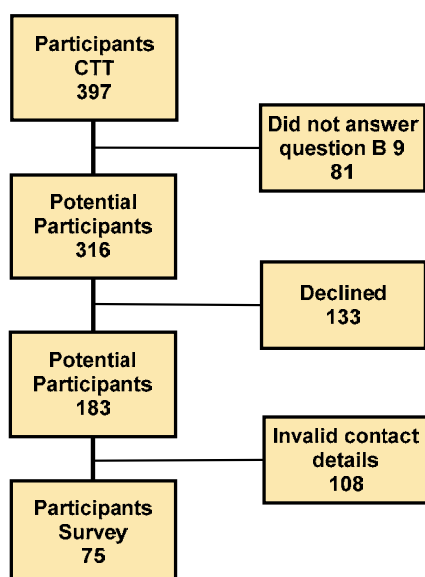 Participants
CTT
397
Did not answer
question B 9
81
Potential
Participants
316
Declined
133
Potential
Participants
183
Invalid contact
details
108
Participants
Survey
75